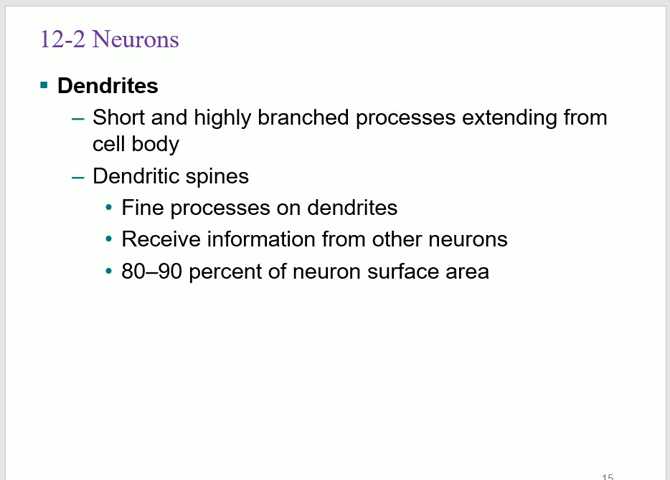 12-2 Neurons
▪ Dendrites
– Short and highly branched processes extending from
cell body
– Dendritic spines
• Fine processes on dendrites
• Receive information from other neurons
• 80–90 percent of neuron surface area
15